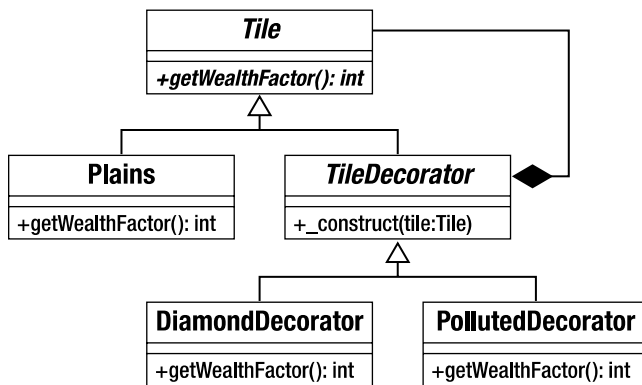 Tile
+getWealthFactor(): int
Plains
+getWealthFactor(): int
TileDecorator
+_construct(tile:Tile)
DiamondDecorator
+getWealthFactor(): int
PollutedDecorator
+getWealthFactor(): int